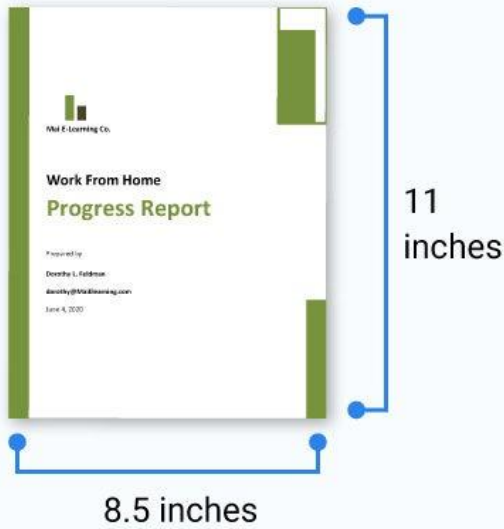 Mai E-Learning Co.
Work From Home
Progress Report
Prepared by
Dorothy L. Feldman
dorothy@MaiElearning.com
June 4, 2020
11
inches
8.5 inches